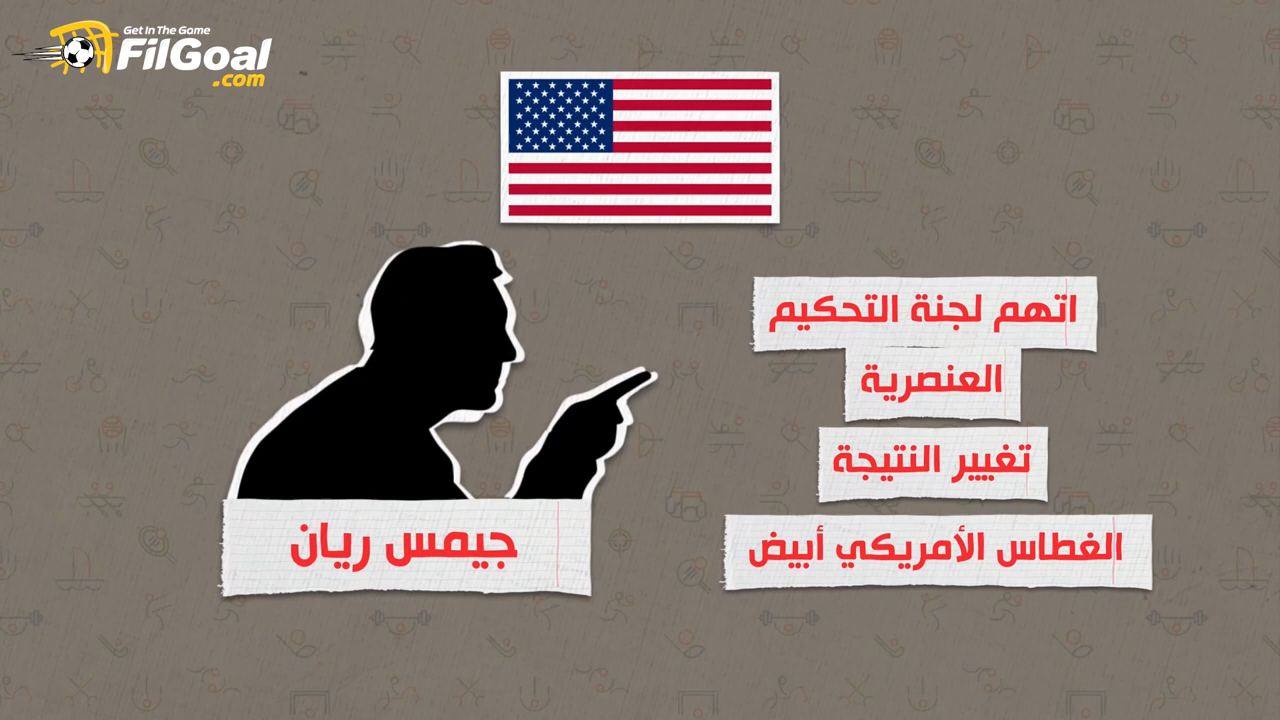 Get In The Game
FilGoal
.com
اتهم لجنة التحكيم
العنصرية
تغيير النتيجة
الغطاس الأمريكي أبيض
جيمس ريان